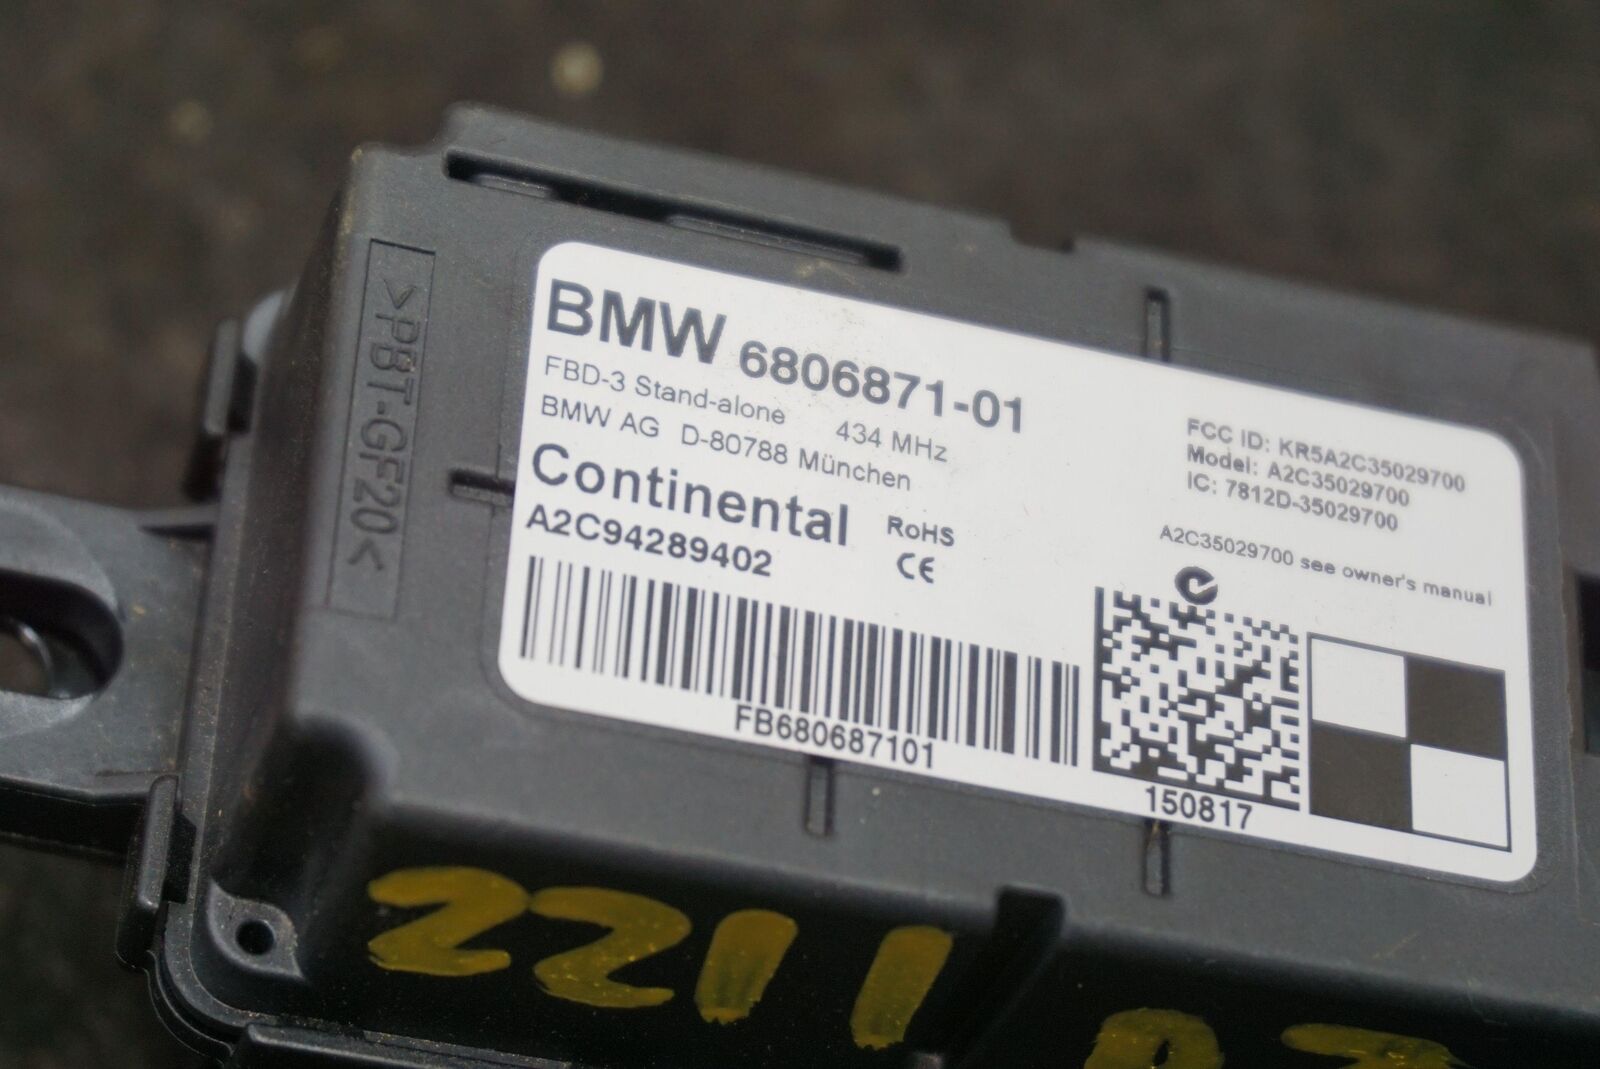 >PBT-GF20<
BMW 6806871-01
FBD-3 Stand-alone 434 MHz
BMW AG D-80788 München
Continental RoHS
A2C94289402 CE
FB680687101
FCC ID: KR5A2C35029700
Model: A2C35029700
IC: 7812D-35029700
A2C35029700 see owner's manual
150817
2211